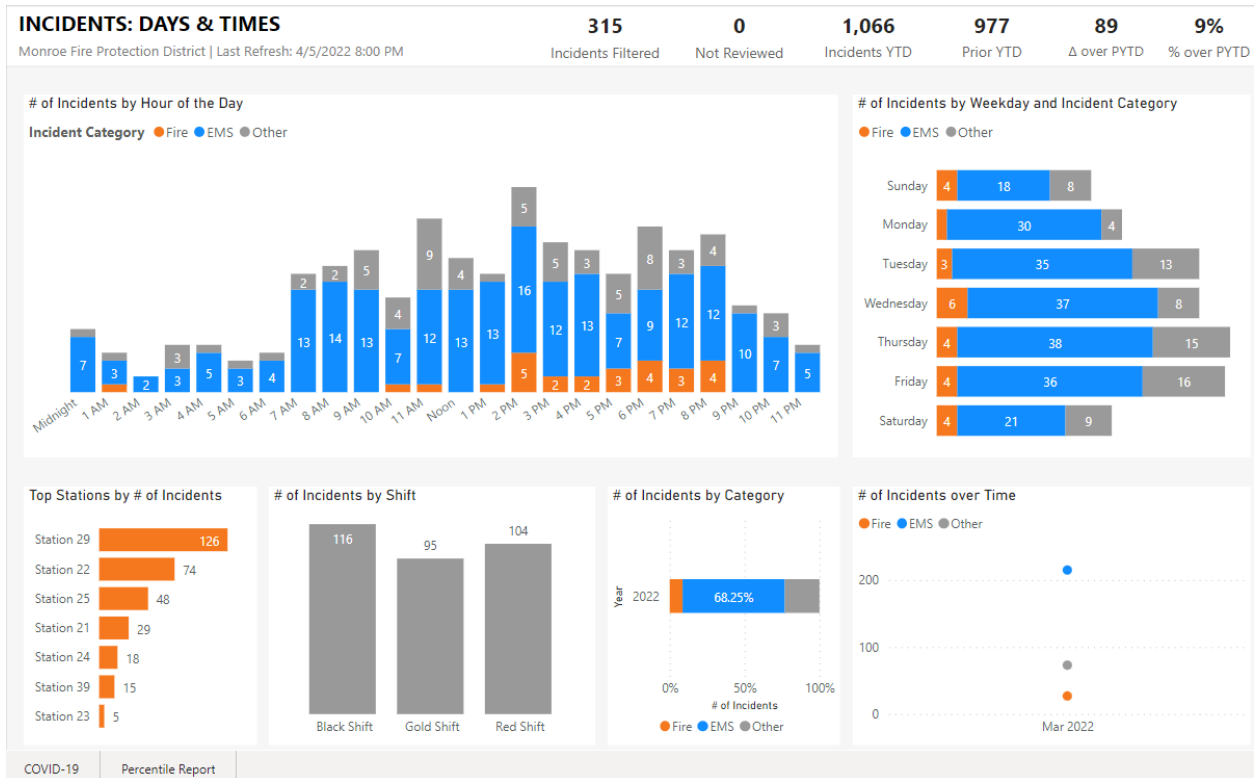 INCIDENTS: DAYS & TIMES
Monroe Fire Protection District | Last Refresh: 4/5/2022 8:00 PM
315
Incidents Filtered
0
Not Reviewed
1,066
Incidents YTD
977
Prior YTD
89
Δ over PYTD
9%
% over PYTD
# of Incidents by Hour of the Day
Incident Category Fire EMS Other
7
3
2
3 3
5
3
4
13 2
14 2
13 5
7 4
12 9
13 4
13
5 16 5
2 12 5
2 13 3
3 7 5
4 9 8
3 12 3
4 12 4
10
7 3
5
Midnight 1 AM 2 AM 3 AM 4 AM 5 AM 6 AM 7 AM 8 AM 9 AM 10 AM 11 AM Noon 1 PM 2 PM 3 PM 4 PM 5 PM 6 PM 7 PM 8 PM 9 PM 10 PM 11 PM
# of Incidents by Weekday and Incident Category
Fire EMS Other
Sunday 4 18 8
Monday 30 4
Tuesday 3 35 13
Wednesday 6 37 8
Thursday 4 38 15
Friday 4 36 16
Saturday 4 21 9
Top Stations by # of Incidents
Station 29 126
Station 22 74
Station 25 48
Station 21 29
Station 24 18
Station 39 15
Station 23 5
# of Incidents by Shift
116 95 104
Black Shift Gold Shift Red Shift
# of Incidents by Category
Year
2022 68.25%
0% 50% 100%
# of Incidents
Fire EMS Other
# of Incidents over Time
Fire EMS Other
200
100
0
Mar 2022
COVID-19 Percentile Report